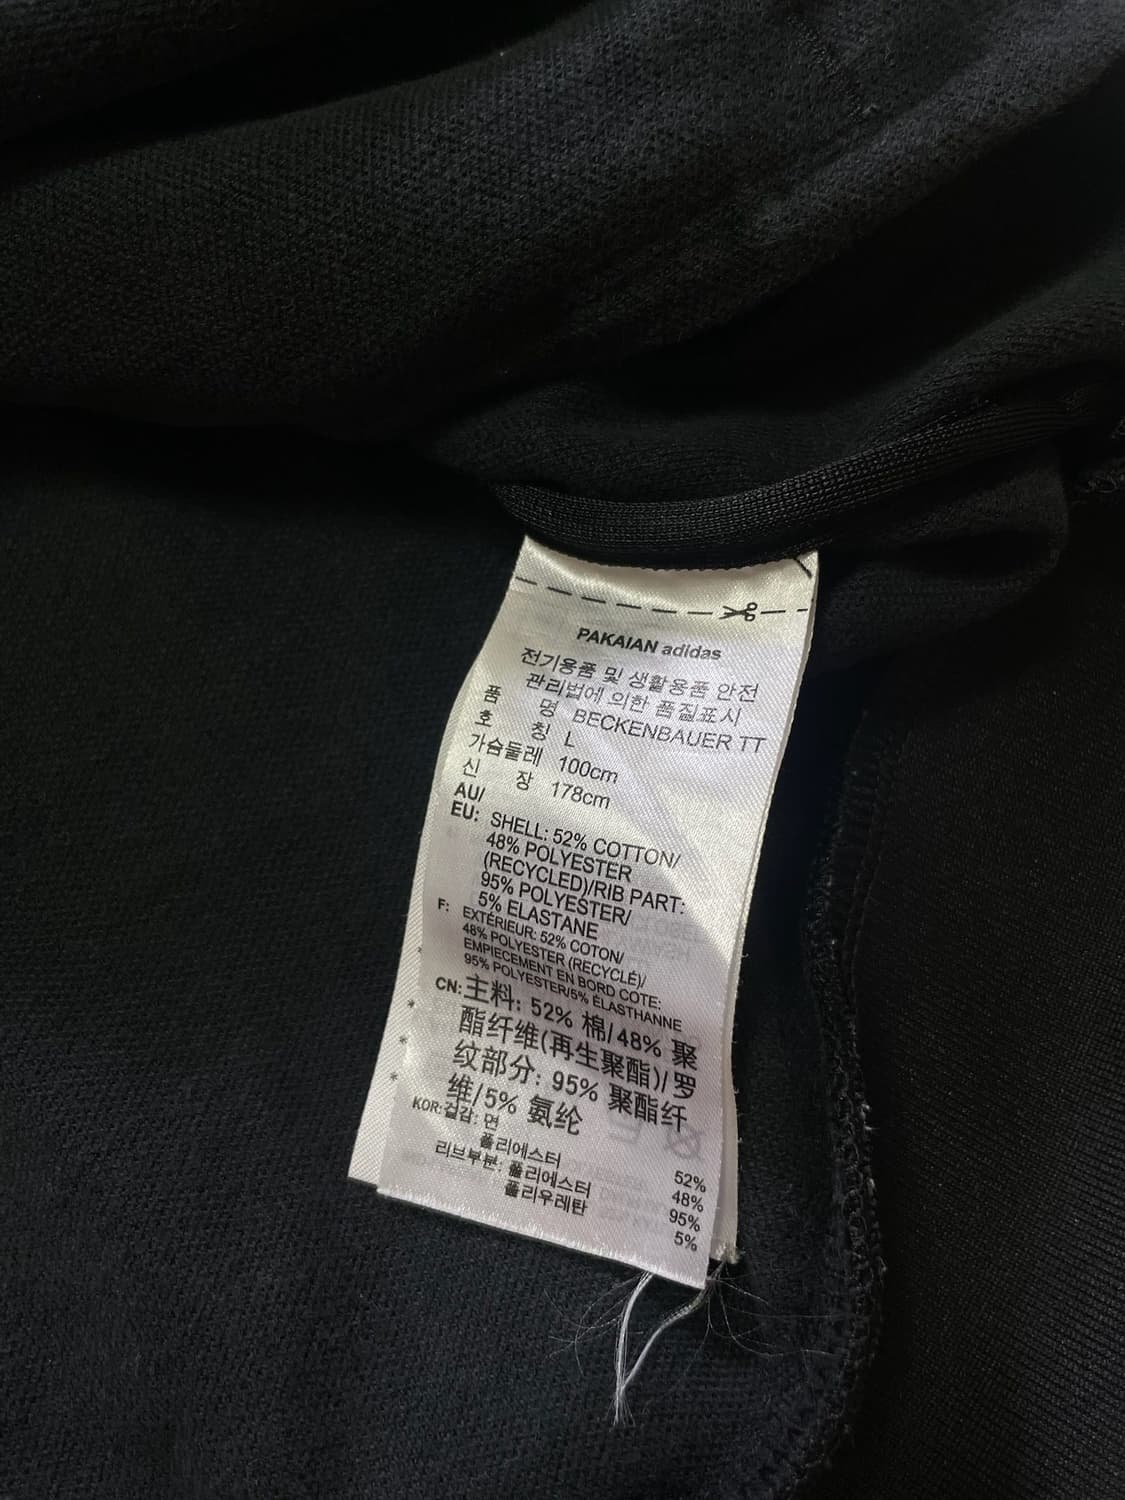 PAKAIAN adidas
전기용품 및 생활용품 안전
관리법에 의한 품질표시
품 명 BECKENBAUER TT
호 칭 L
가슴둘레 100cm
신 장 178cm
AU/
EU: SHELL: 52% COTTON/
48% POLYESTER
(RECYCLED)/RIB PART:
95% POLYESTER/
5% ELASTANE
F: EXTÉRIEUR: 52% COTON/
48% POLYESTER (RECYCLÉ)/
EMPIECEMENT EN BORD COTE:
95% POLYESTER/5% ÉLASTHANNE
CN: 主料: 52% 棉/48% 聚
酯纤维(再生聚酯)/罗
纹部分: 95% 聚酯纤
维/5% 氨纶
KOR: 겉감: 면 52%
폴리에스터 48%
리브부분: 폴리에스터 95%
폴리우레탄 5%